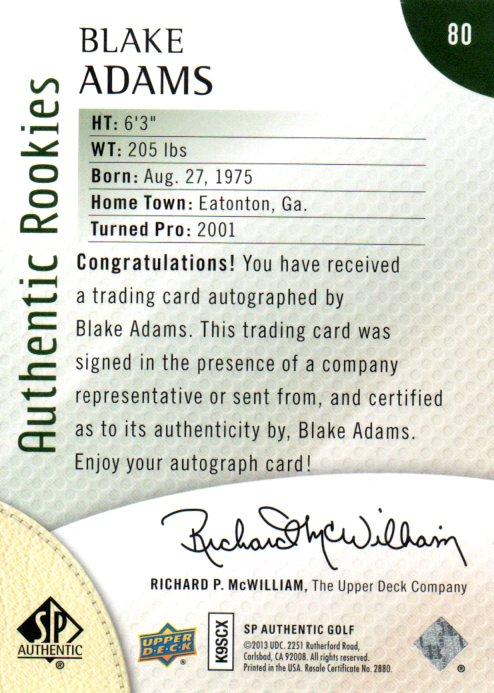 80
BLAKE
ADAMS
Authentic Rookies
HT: 6'3"
WT: 205 lbs
Born: Aug. 27, 1975
Home Town: Eatonton, Ga.
Turned Pro: 2001
Congratulations! You have received
a trading card autographed by
Blake Adams. This trading card was
signed in the presence of a company
representative or sent from, and certified
as to its authenticity by, Blake Adams.
Enjoy your autograph card!
Richard McWilliam
RICHARD P. McWILLIAM, The Upper Deck Company
SP
AUTHENTIC
®
UPPER
DECK
®
K9SCX
SP AUTHENTIC GOLF
©2013 UDC. 2251 Rutherford Road,
Carlsbad, CA 92008. All rights reserved.
Printed in the USA. Rosale Certificate No. 2880.
®